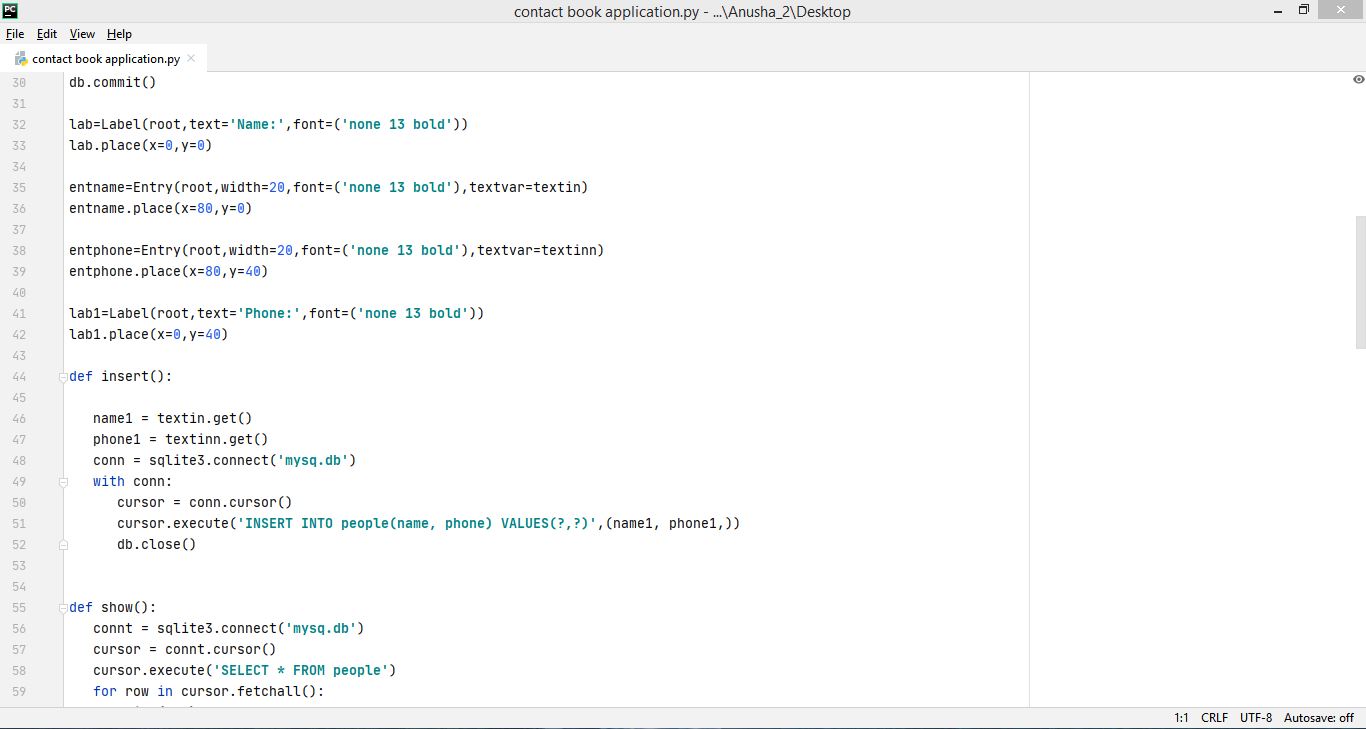 PC
contact book application.py - ...\Anusha_2\Desktop
File Edit View Help
contact book application.py
30 db.commit()
31
32 lab=Label(root,text='Name:',font=('none 13 bold'))
33 lab.place(x=0,y=0)
34
35 entname=Entry(root,width=20,font=('none 13 bold'),textvar=textin)
36 entname.place(x=80,y=0)
37
38 entphone=Entry(root,width=20,font=('none 13 bold'),textvar=textinn)
39 entphone.place(x=80,y=40)
40
41 lab1=Label(root,text='Phone:',font=('none 13 bold'))
42 lab1.place(x=0,y=40)
43
44 def insert():
45
46 name1 = textin.get()
47 phone1 = textinn.get()
48 conn = sqlite3.connect('mysq.db')
49 with conn:
50 cursor = conn.cursor()
51 cursor.execute('INSERT INTO people(name, phone) VALUES(?,?)',(name1, phone1,))
52 db.close()
53
54
55 def show():
56 connt = sqlite3.connect('mysq.db')
57 cursor = connt.cursor()
58 cursor.execute('SELECT * FROM people')
59 for row in cursor.fetchall():
1:1 CRLF UTF-8 Autosave: off